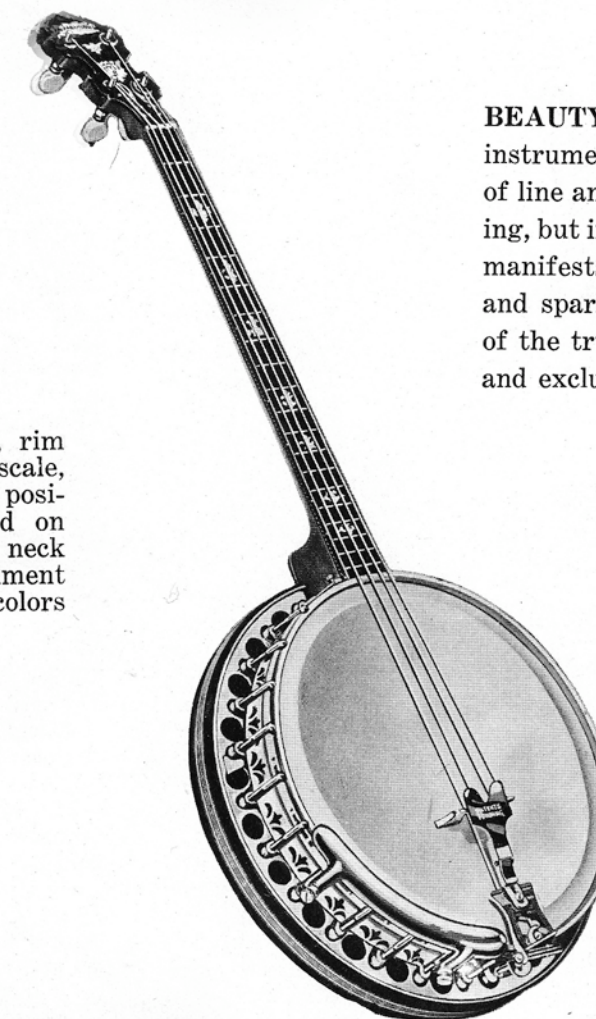 BEAUTY
instrume
of line an
ing, but i
manifest
and spar
of the tr
and exclu
rim
scale,
posi-
d on
neck
ment
colors